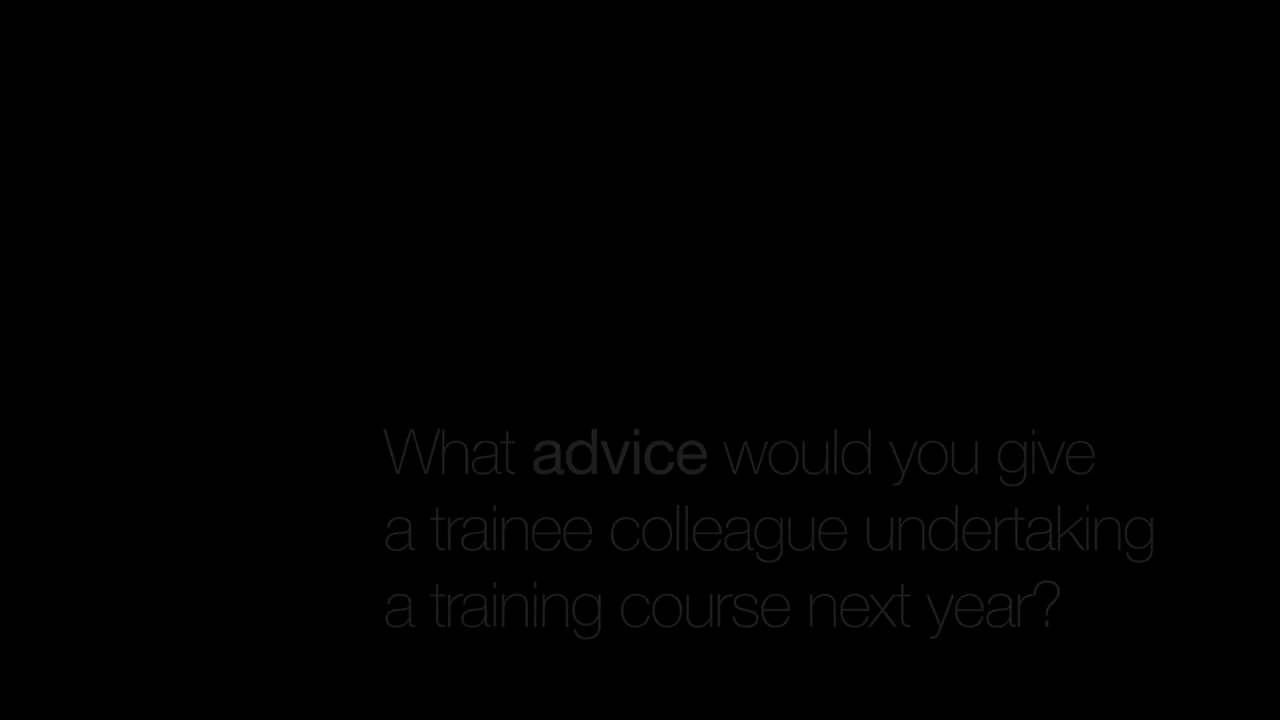 What advice would you give
a trainee colleague undertaking
a training course next year?